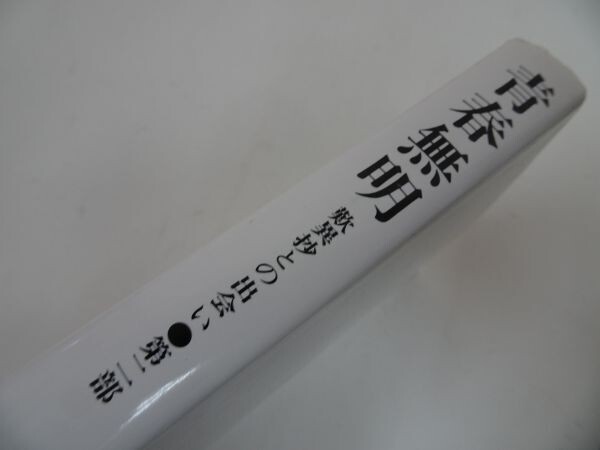 青春無明
歎異抄との出会い●第二部